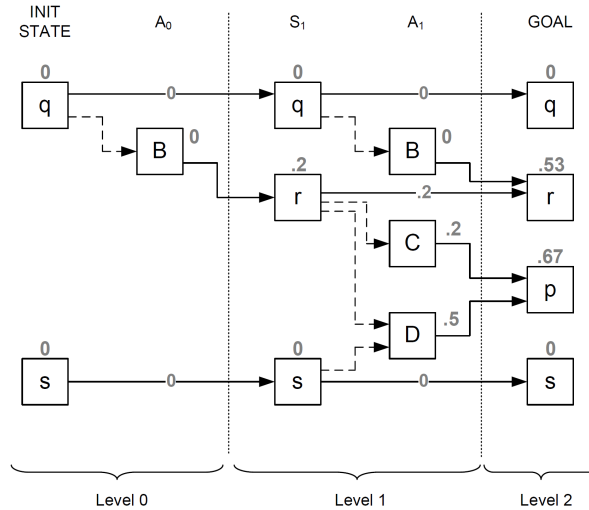 INIT STATE A₀ S₁ A₁ GOAL
0 0 0
q 0 q 0 q
B 0 B 0
.2 .53
r .2 r
C .2
.67
p
D .5
0 0 0
s 0 s 0 s
Level 0 Level 1 Level 2